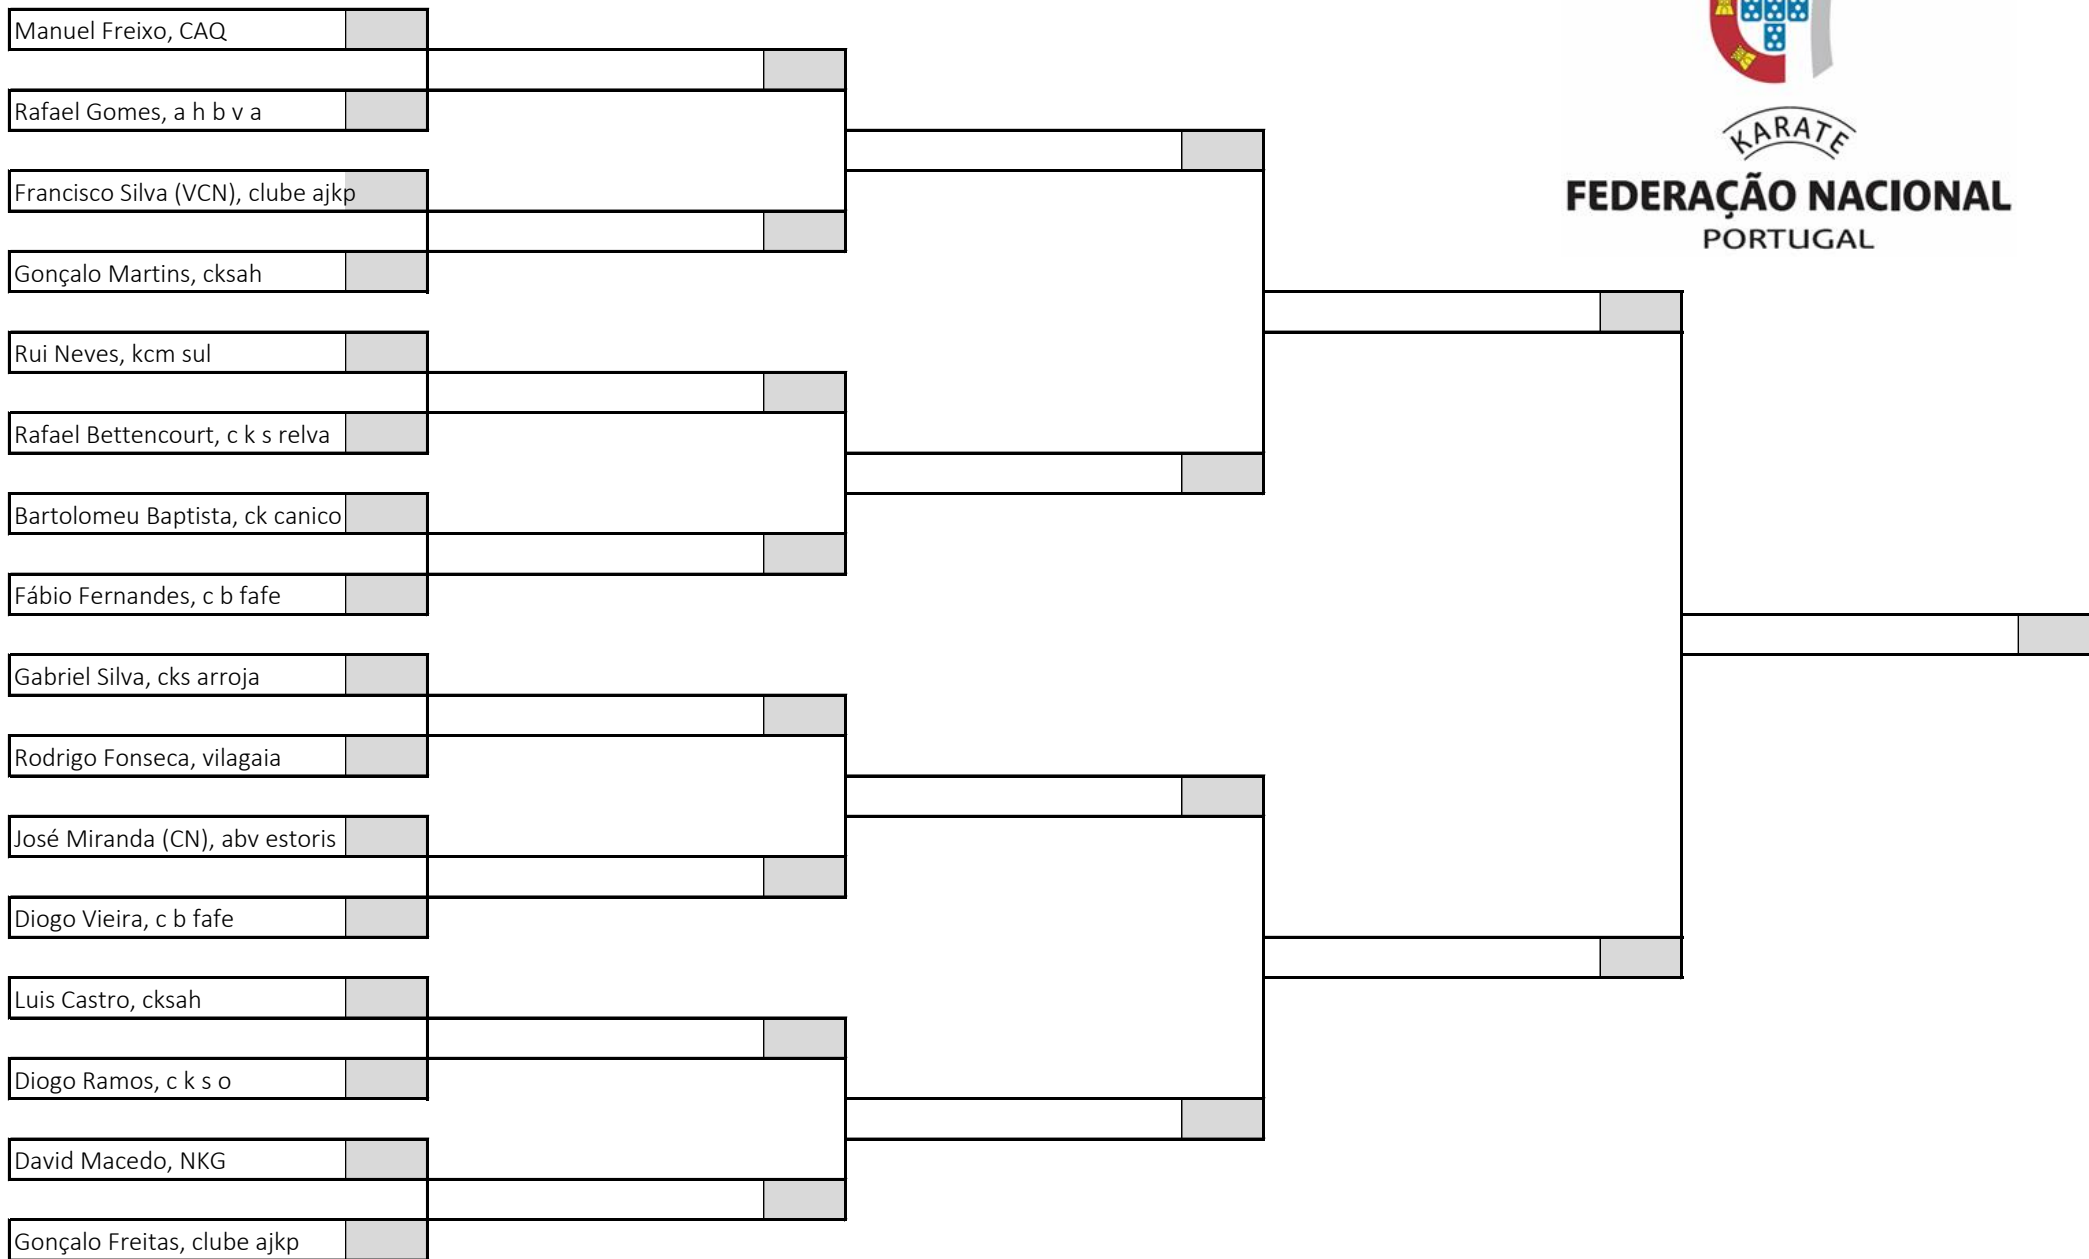 Manuel Freixo, CAQ
Rafael Gomes, a h b v a
Francisco Silva (VCN), clube ajkp
Gonçalo Martins, cksah
Rui Neves, kcm sul
Rafael Bettencourt, c k s relva
Bartolomeu Baptista, ck canico
Fábio Fernandes, c b fafe
Gabriel Silva, cks arroja
Rodrigo Fonseca, vilagaia
José Miranda (CN), abv estoris
Diogo Vieira, c b fafe
Luis Castro, cksah
Diogo Ramos, c k s o
David Macedo, NKG
Gonçalo Freitas, clube ajkp
KARATE
FEDERAÇÃO NACIONAL
PORTUGAL